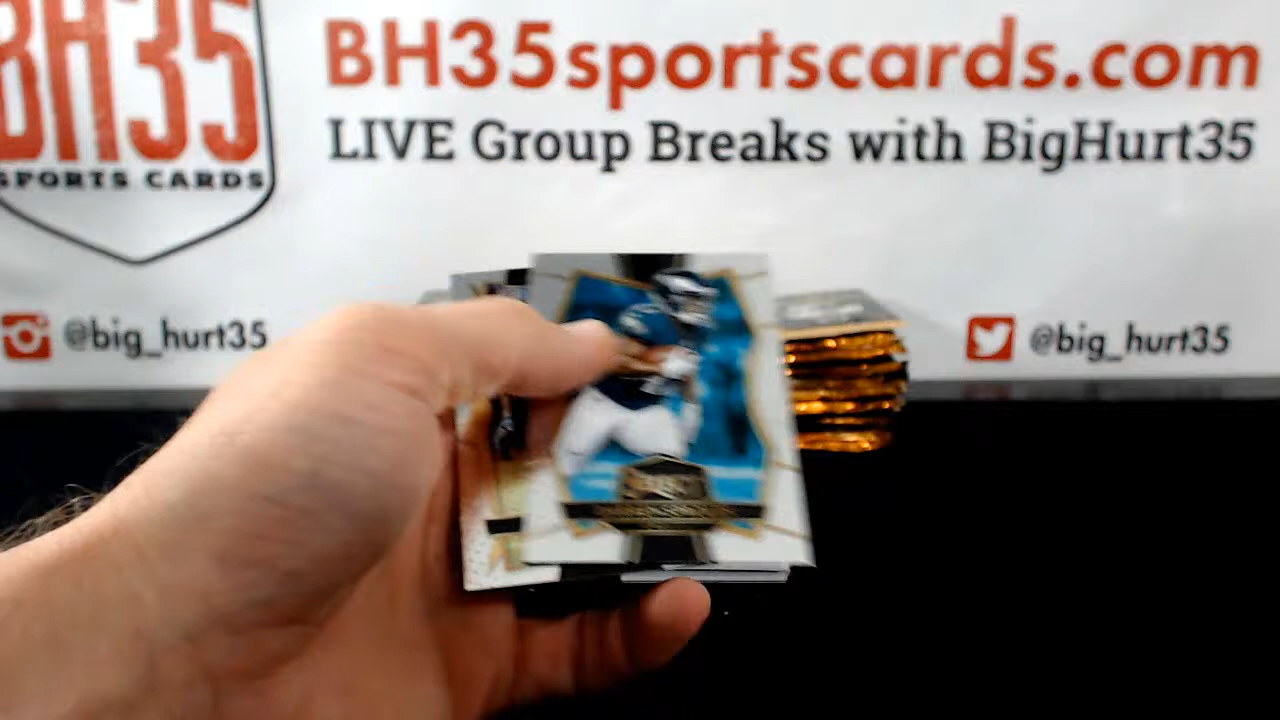 BH35
SPORTS CARDS
BH35sportscards.com
LIVE Group Breaks with BigHurt35
@big_hurt35
@big_hurt35